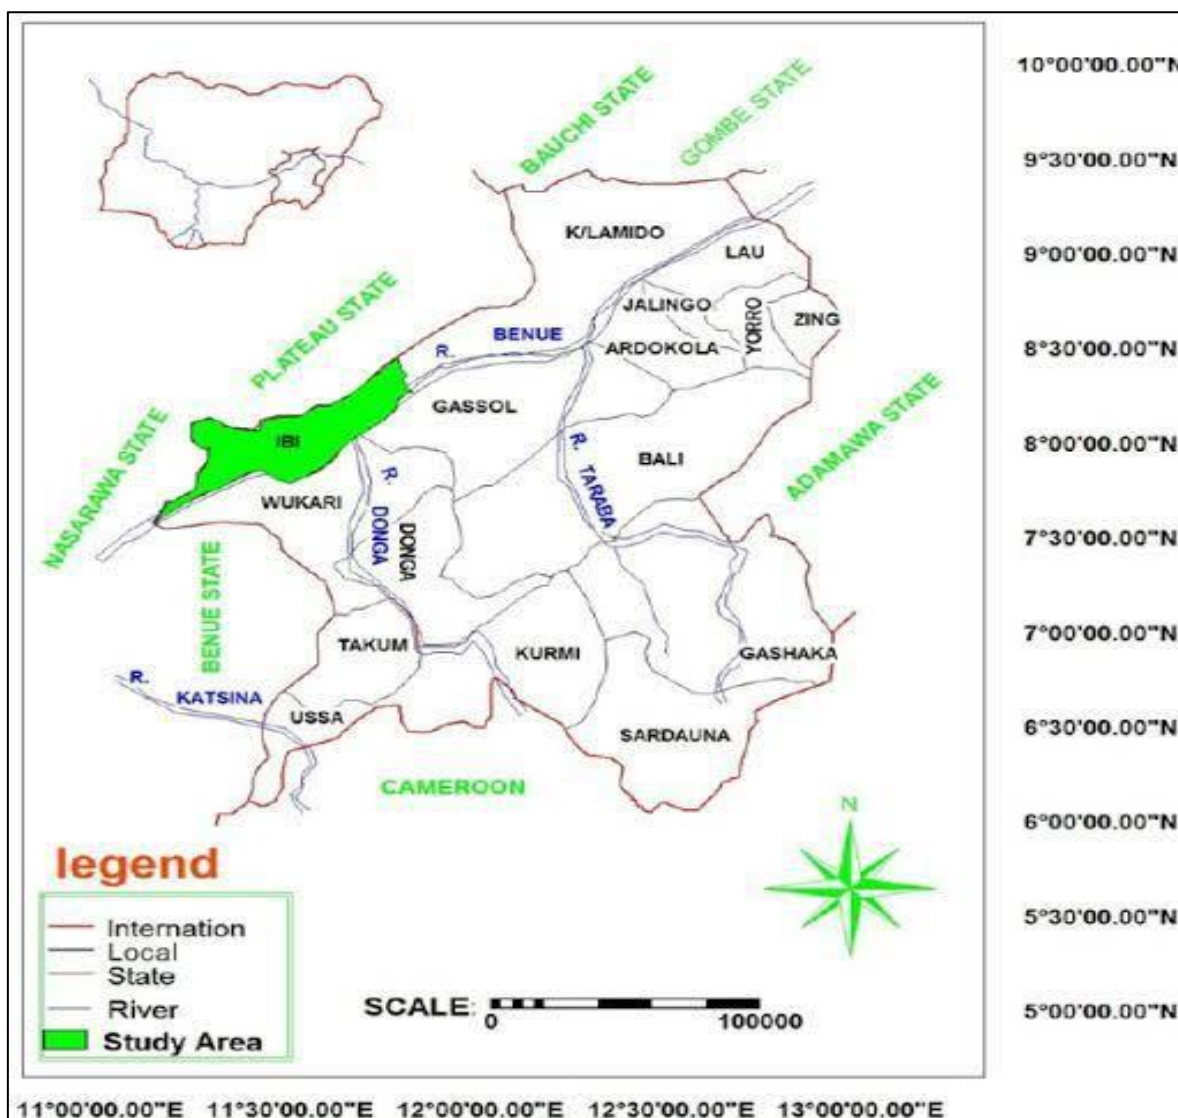 10°00'00.00"N
BAUCHI STATE
GOMBE STATE
9°30'00.00"N
K/LAMIDO
LAU
9°00'00.00"N
PLATEAU STATE
JALINGO
YORRO
ZING
R. BENUE
ARDOKOLA
8°30'00.00"N
GASSOL
NASARAWA STATE
IBI
8°00'00.00"N
R. TARABA
BALI
ADAMAWA STATE
WUKARI
R. DONGA
DONGA
7°30'00.00"N
BENUE STATE
TAKUM
KURMI
GASHAKA
7°00'00.00"N
R. KATSINA
USSA
SARDAUNA
6°30'00.00"N
CAMEROON
N
6°00'00.00"N
legend
Internation
Local
State
River
Study Area
5°30'00.00"N
SCALE:
0 100000
5°00'00.00"N
11°00'00.00"E 11°30'00.00"E 12°00'00.00"E 12°30'00.00"E 13°00'00.00"E